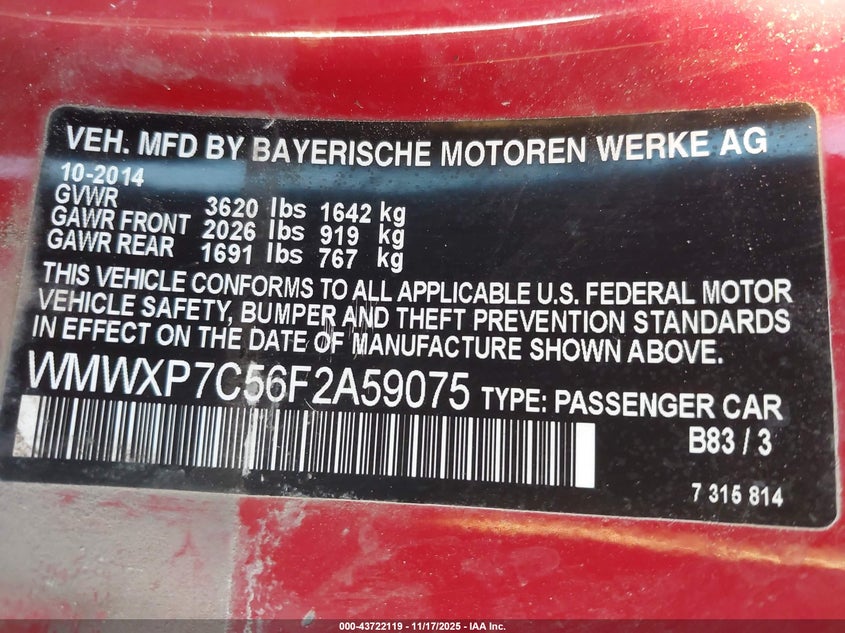 VEH. MFD BY BAYERISCHE MOTOREN WERKE AG
10-2014
GVWR 3620 lbs 1642 kg
GAWR FRONT 2026 lbs 919 kg
GAWR REAR 1691 lbs 767 kg
THIS VEHICLE CONFORMS TO ALL APPLICABLE U.S. FEDERAL MOTOR
VEHICLE SAFETY, BUMPER AND THEFT PREVENTION STANDARDS
IN EFFECT ON THE DATE OF MANUFACTURE SHOWN ABOVE.
WMWXP7C56F2A59075 TYPE: PASSENGER CAR
B83 / 3
7 315 814
000-43722119 - 11/17/2025 - IAA Inc.